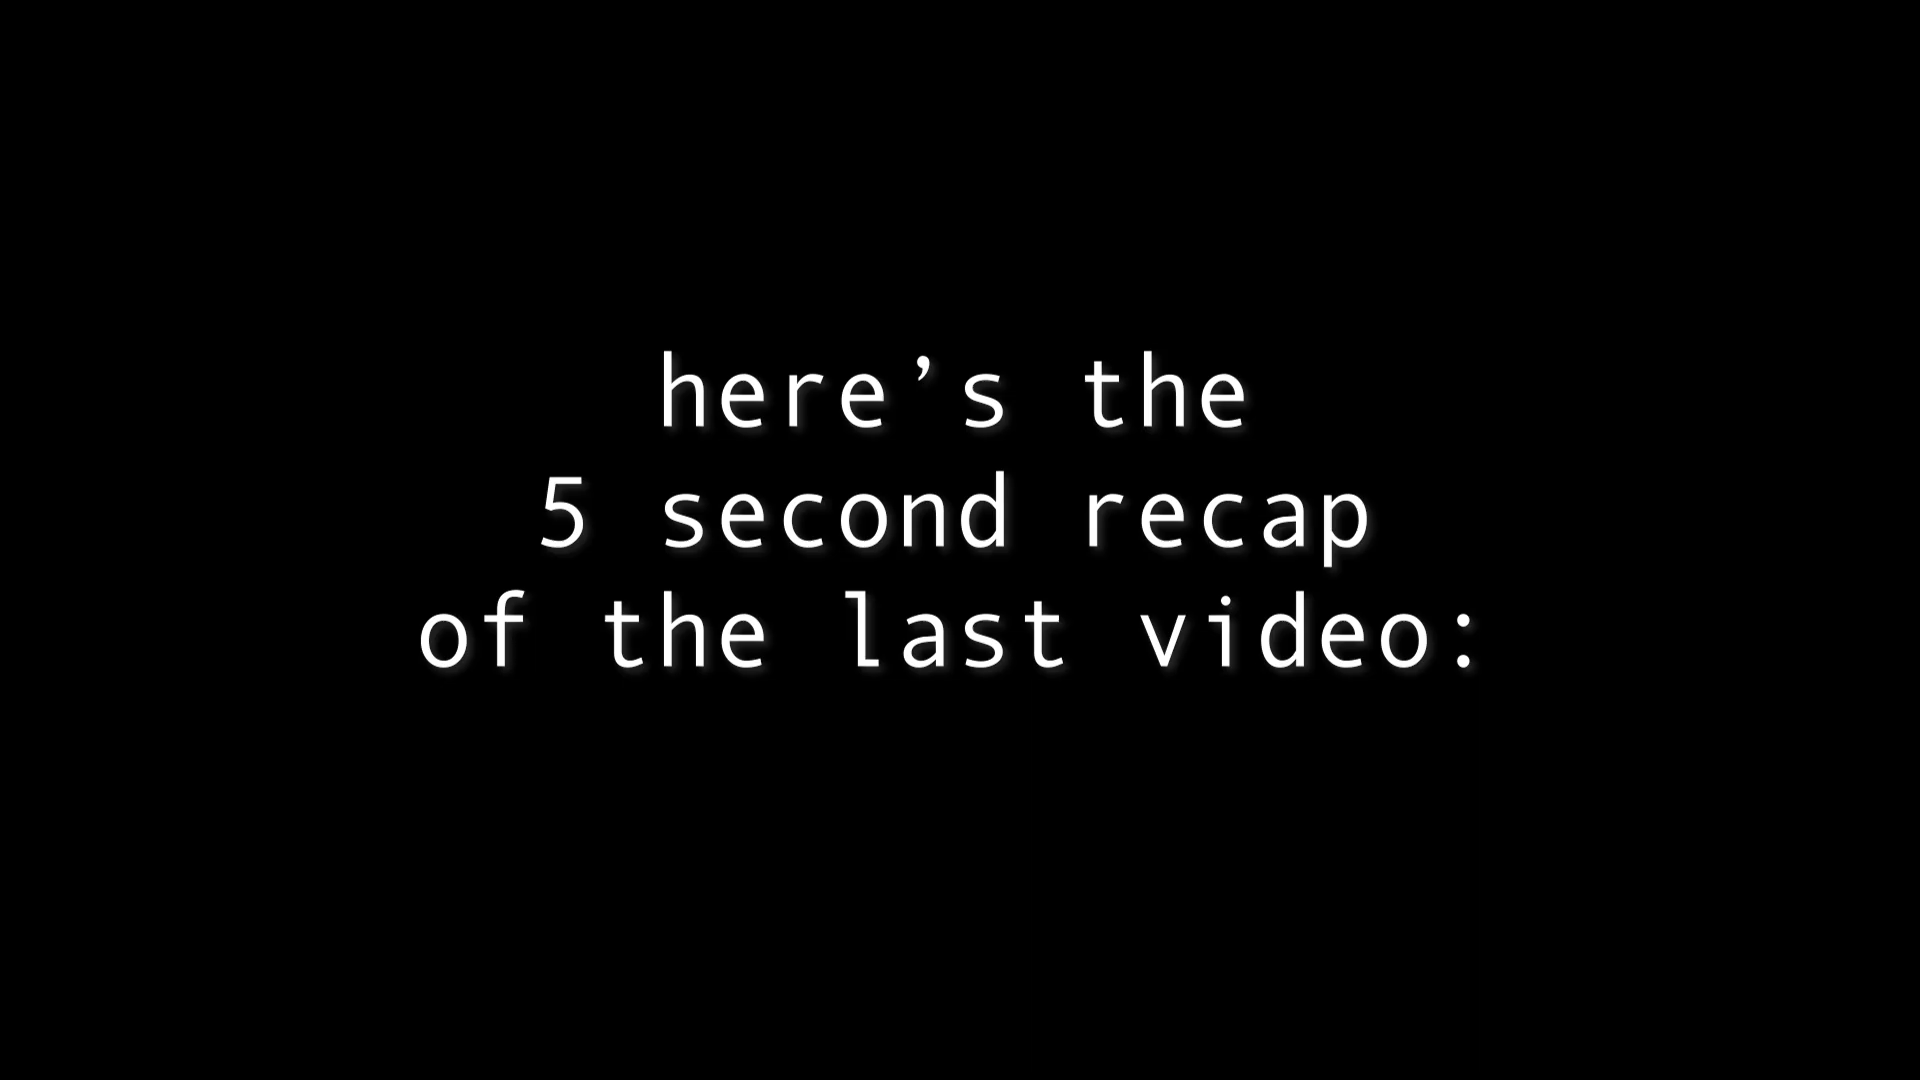 here’s the
5 second recap
of the last video: